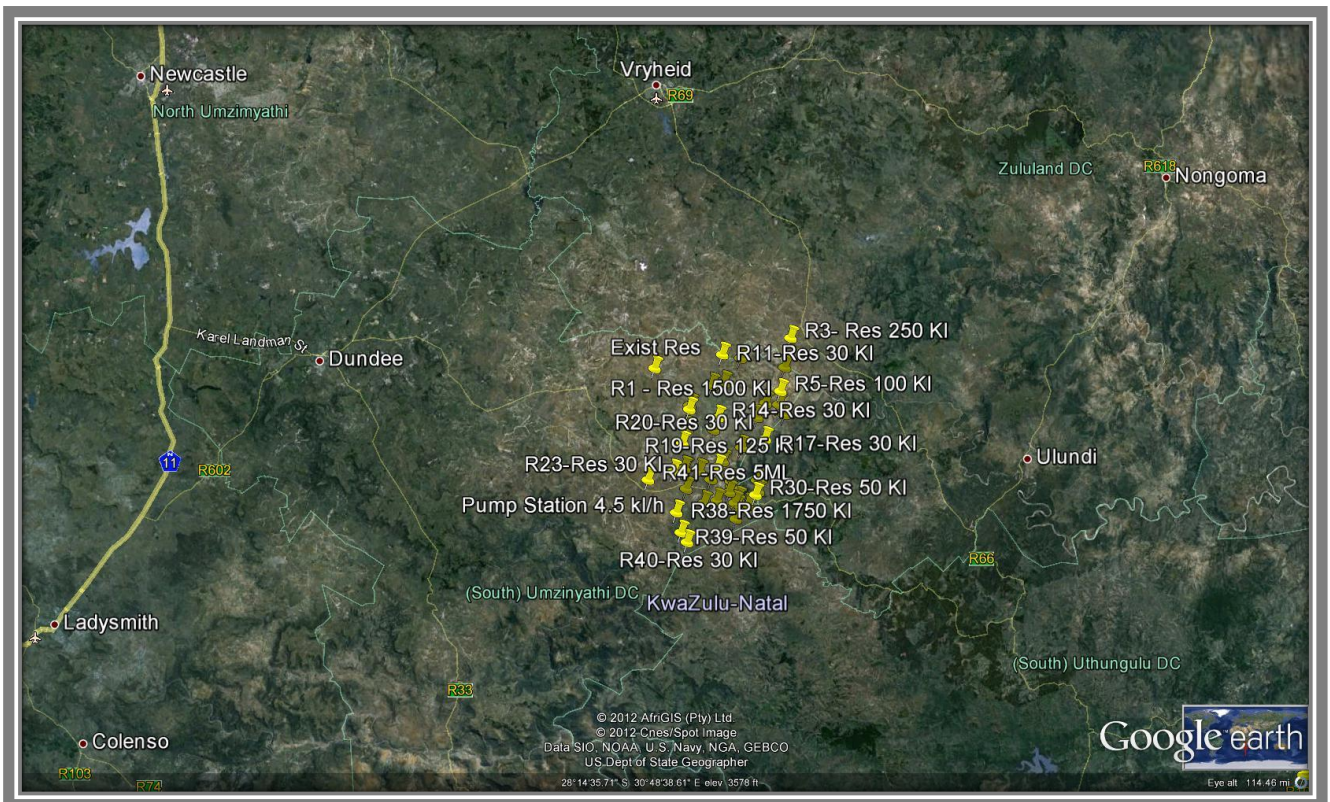 Newcastle
North Umzimyathi
Vryheid
R69
Zululand DC
R618
Nongoma
Karel Landman St
Dundee
Exist Res
R3- Res 250 Kl
R11-Res 30 Kl
R1 - Res 1500 Kl
R5-Res 100 Kl
R14-Res 30 Kl
R20-Res 30 Kl
R19-Res 125 Kl
R17-Res 30 Kl
R23-Res 30 Kl
R41-Res 5ML
R30-Res 50 Kl
Pump Station 4.5 kl/h
R38-Res 1750 Kl
R39-Res 50 Kl
R40-Res 30 Kl
Ulundi
N
11
R602
R66
(South) Umzinyathi DC
KwaZulu-Natal
Ladysmith
(South) Uthungulu DC
R33
Colenso
R103
R74
© 2012 AfriGIS (Pty) Ltd.
© 2012 Cnes/Spot Image
Data SIO, NOAA, U.S. Navy, NGA, GEBCO
US Dept of State Geographer
Google earth
28°14'35.71" S 30°48'38.61" E elev 3578 ft
Eye alt 114.46 mi